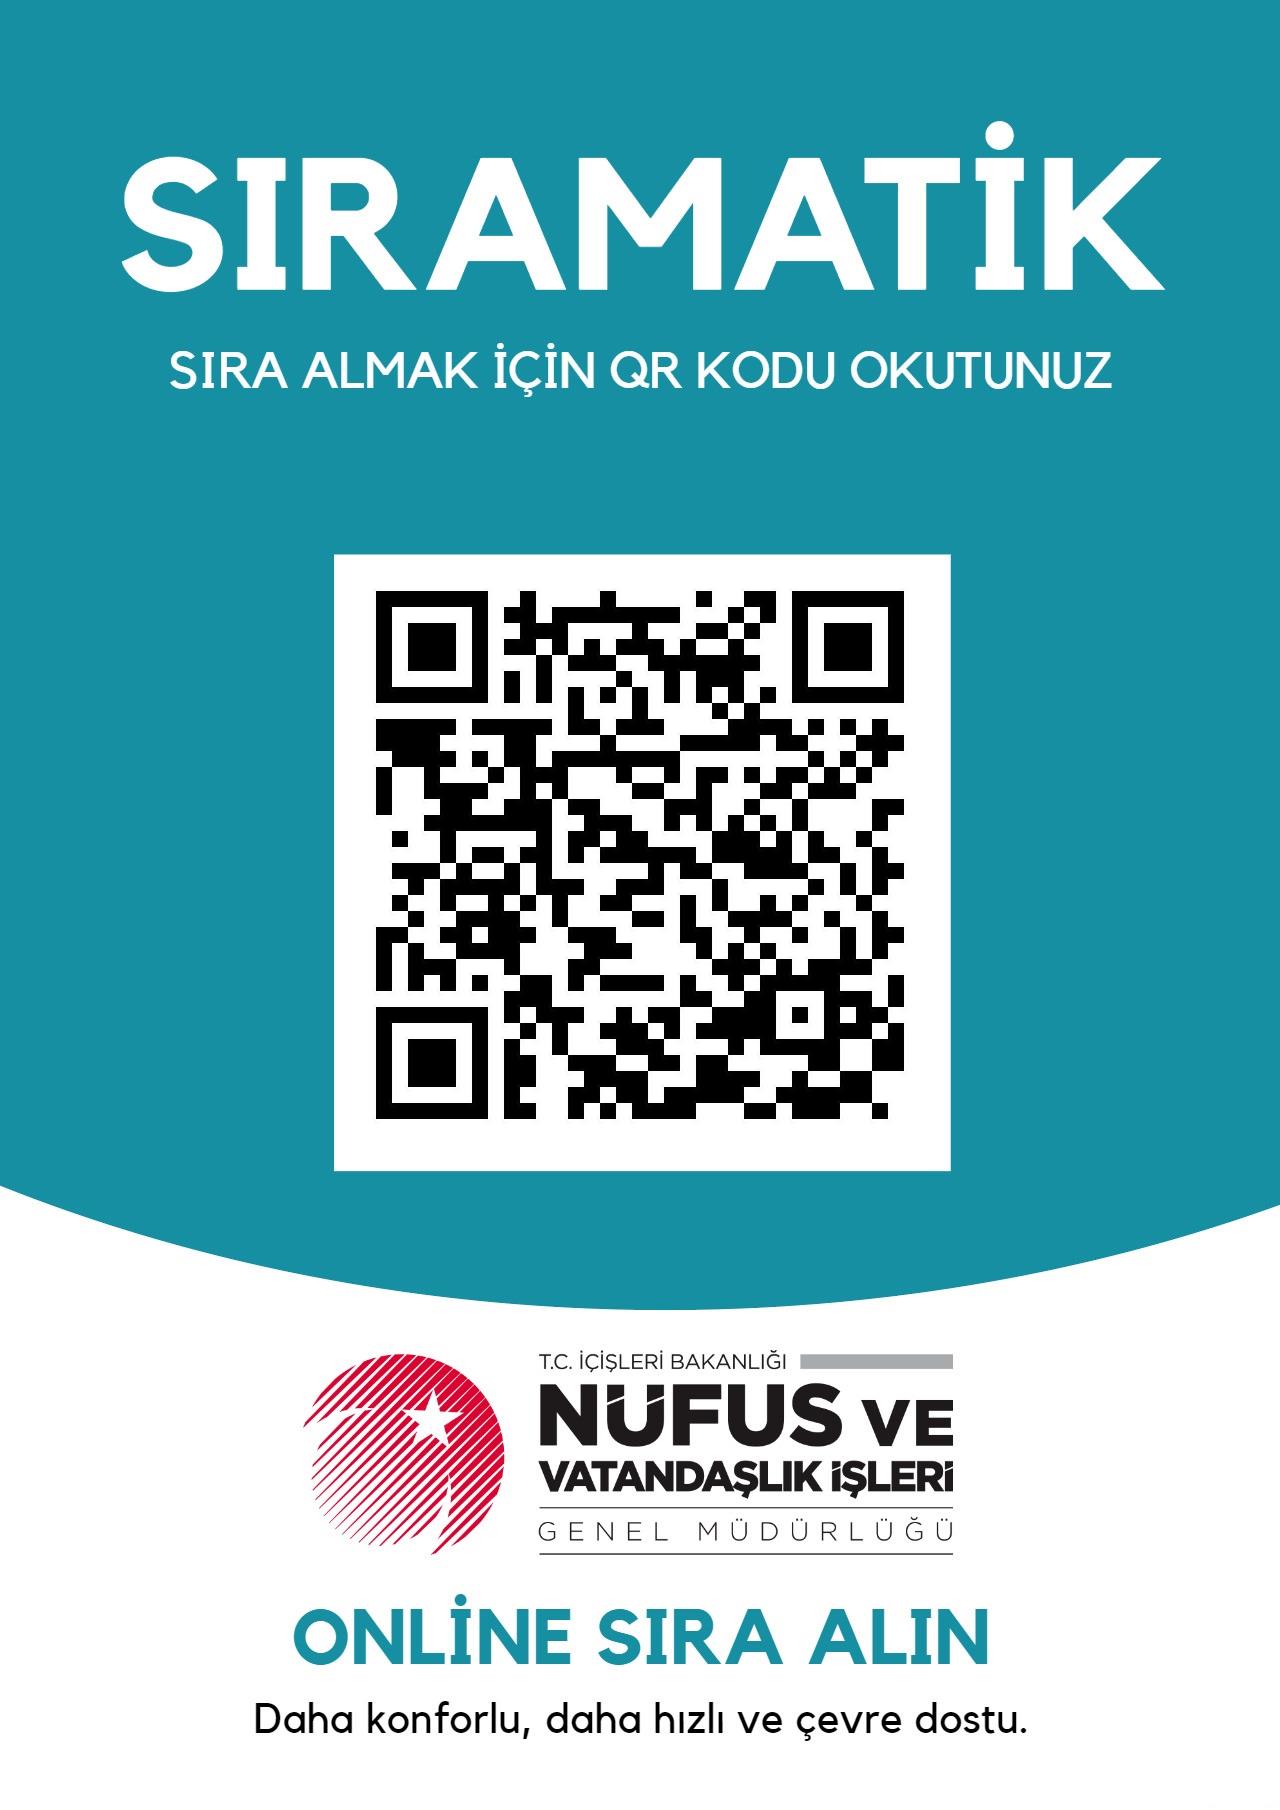 SIRAMATİK
SIRA ALMAK İÇİN QR KODU OKUTUNUZ
T.C. İÇİŞLERİ BAKANLIĞI
NÜFUS VE
VATANDAŞLIK İŞLERİ
GENEL MÜDÜRLÜĞÜ
ONLİNE SIRA ALIN
Daha konforlu, daha hızlı ve çevre dostu.